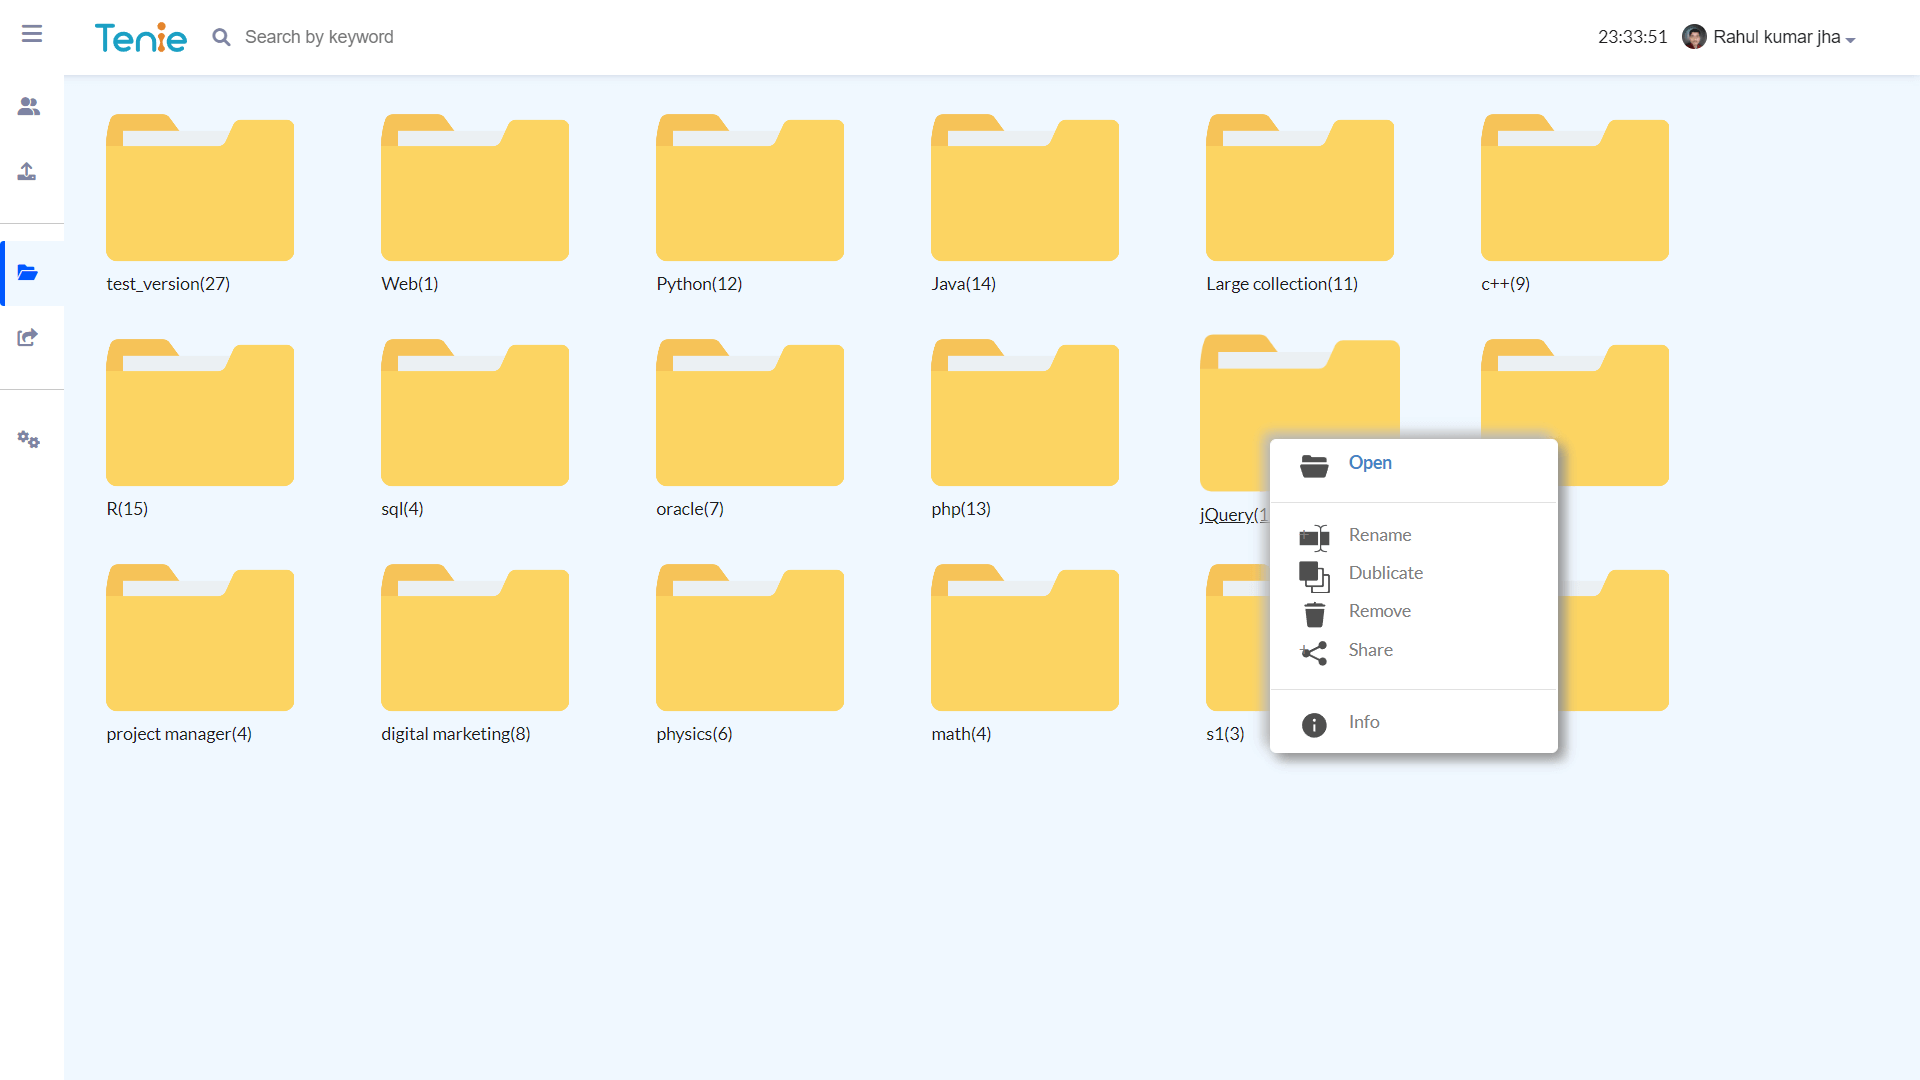 Tenie
Search by keyword
23:33:51
Rahul kumar jha
test_version(27)
Web(1)
Python(12)
Java(14)
Large collection(11)
c++(9)
R(15)
sql(4)
oracle(7)
php(13)
jQuery(1
Open
Rename
Dublicate
Remove
Share
Info
project manager(4)
digital marketing(8)
physics(6)
math(4)
s1(3)